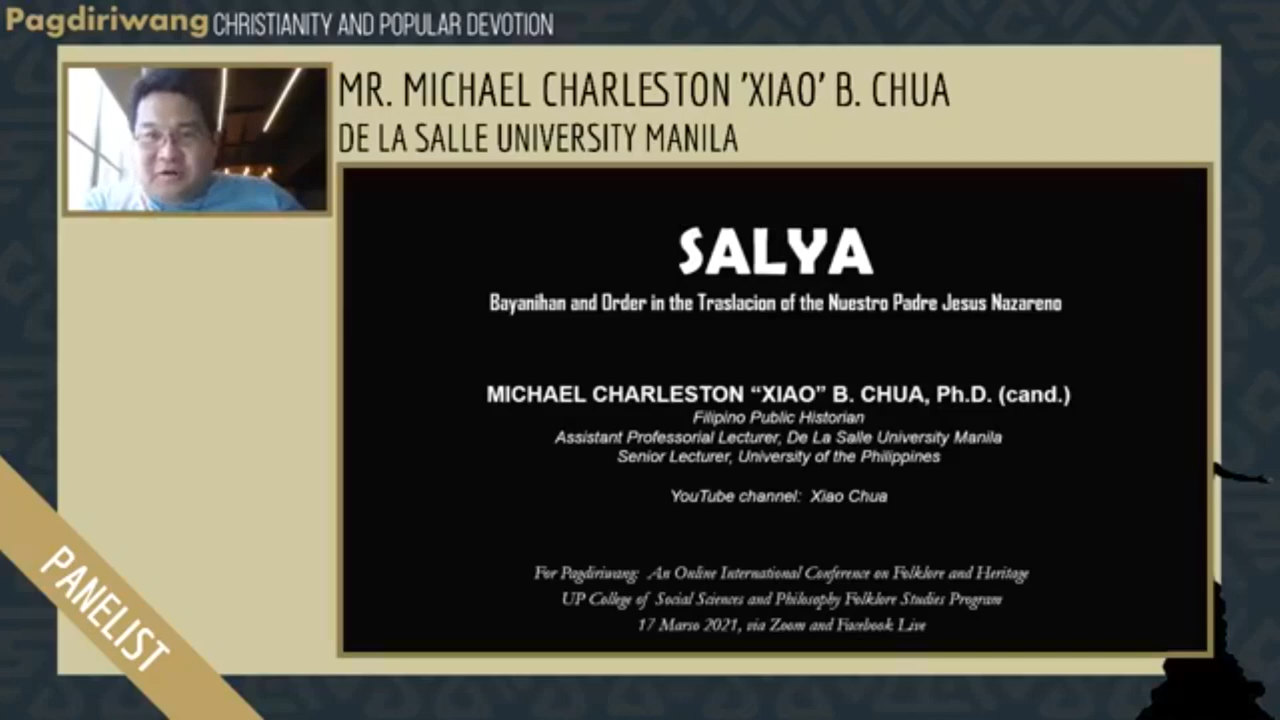 Pagdiriwang CHRISTIANITY AND POPULAR DEVOTION
MR. MICHAEL CHARLESTON 'XIAO' B. CHUA
DE LA SALLE UNIVERSITY MANILA
SALYA
Bayanihan and Order in the Traslacion of the Nuestro Padre Jesus Nazareno
MICHAEL CHARLESTON “XIAO” B. CHUA, Ph.D. (cand.)
Filipino Public Historian
Assistant Professorial Lecturer, De La Salle University Manila
Senior Lecturer, University of the Philippines
YouTube channel: Xiao Chua
For Pagdiriwang: An Online International Conference on Folklore and Heritage
UP College of Social Sciences and Philosophy Folklore Studies Program
17 Marso 2021, via Zoom and Facebook Live
PANELIST